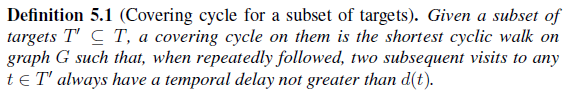 Definition 5.1 (Covering cycle for a subset of targets). Given a subset of
targets T′ ⊆ T, a covering cycle on them is the shortest cyclic walk on
graph G such that, when repeatedly followed, two subsequent visits to any
t ∈ T′ always have a temporal delay not greater than d(t).